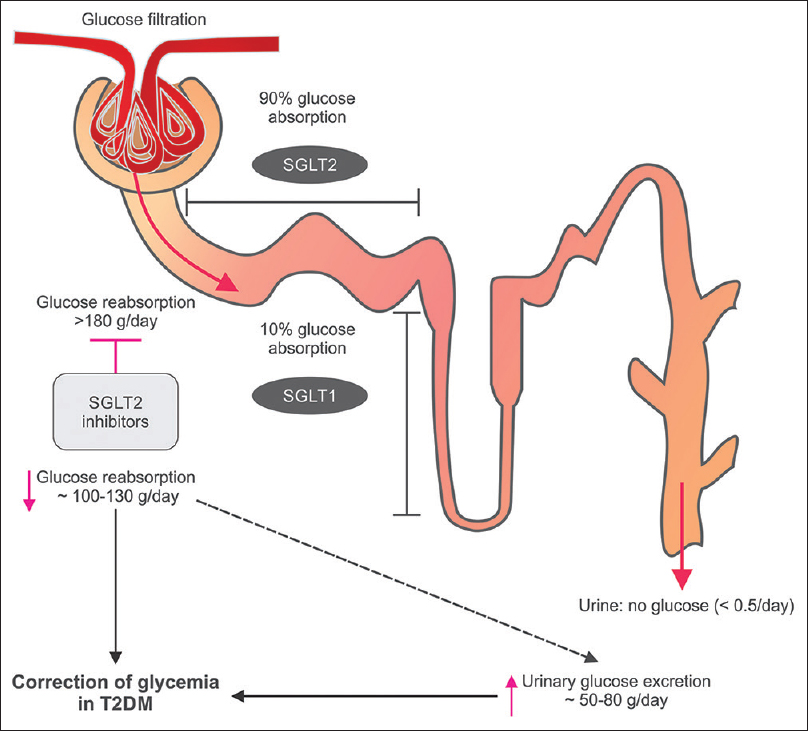 Glucose filtration
90% glucose
absorption
SGLT2
Glucose reabsorption
>180 g/day
10% glucose
absorption
SGLT1
SGLT2
inhibitors
Glucose reabsorption
~ 100-130 g/day
Urine: no glucose (< 0.5/day)
Correction of glycemia
in T2DM
Urinary glucose excretion
~ 50-80 g/day